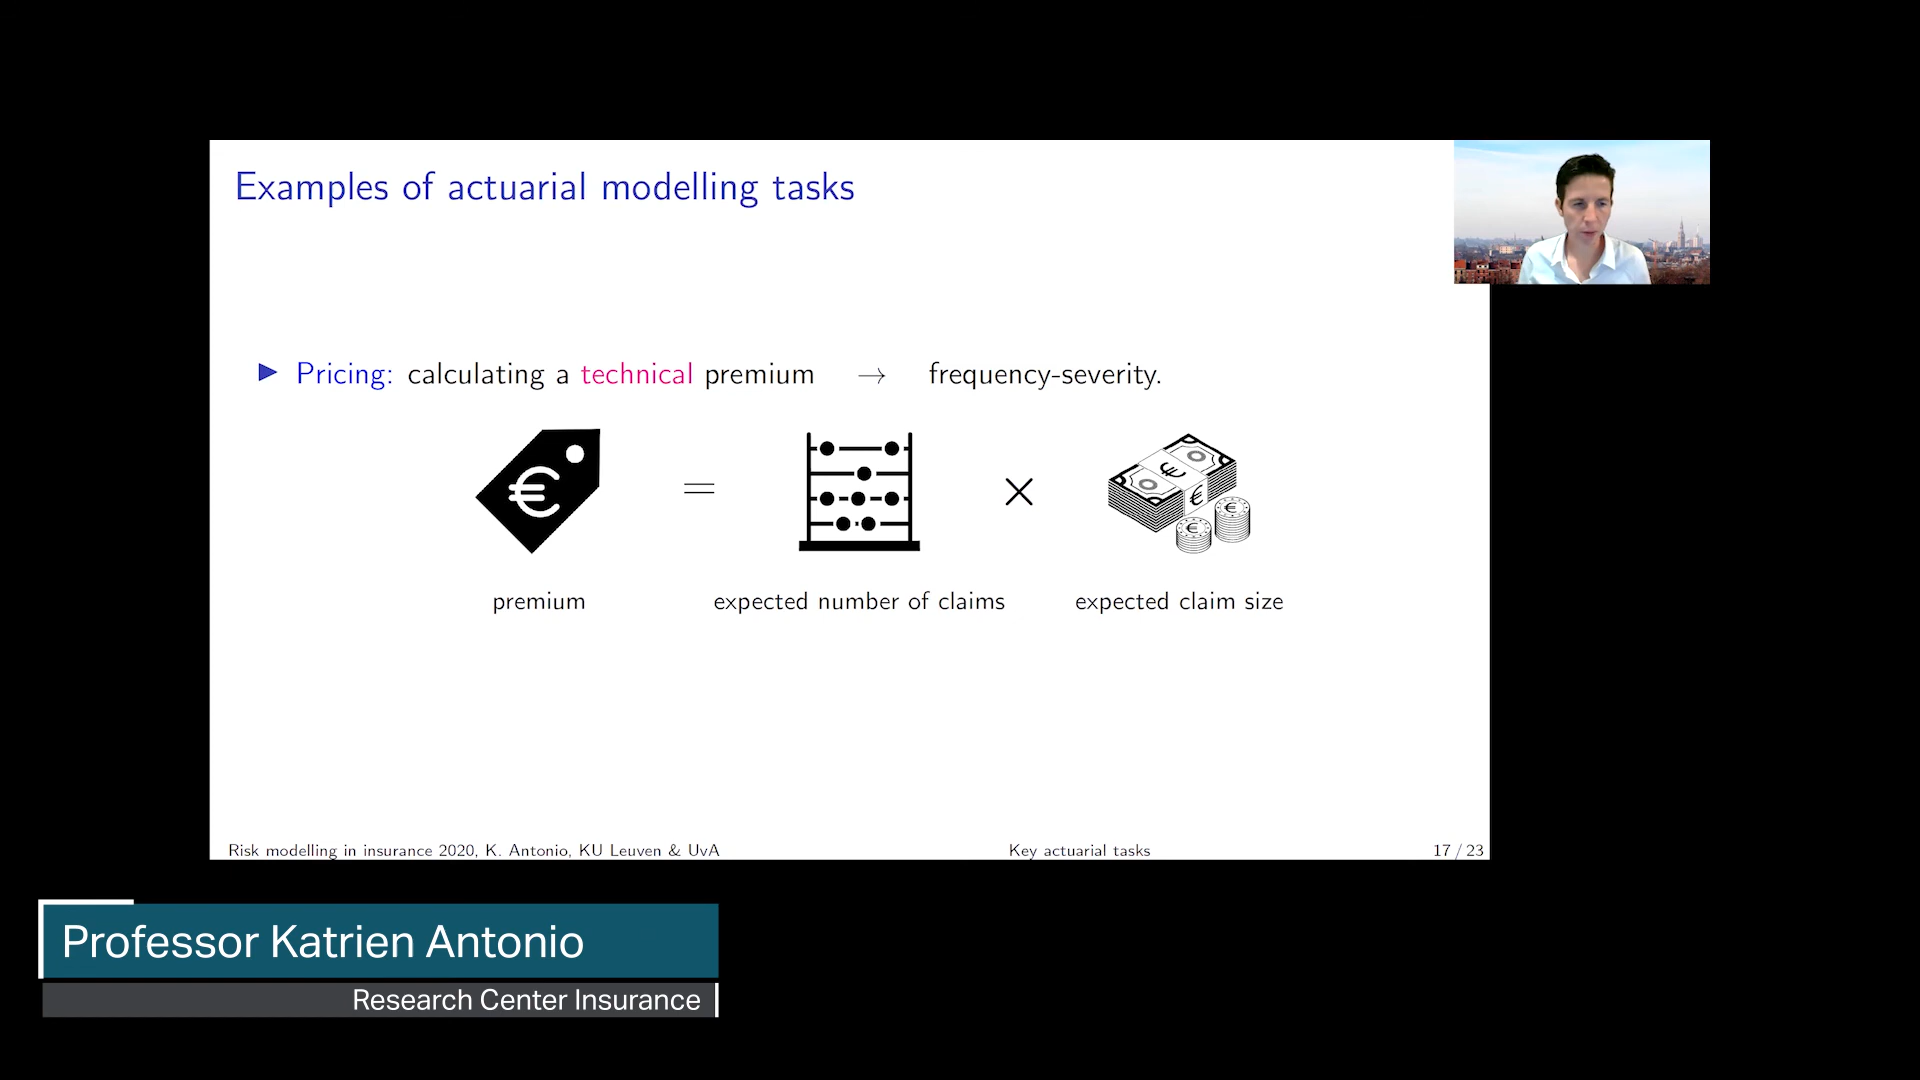 Examples of actuarial modelling tasks
Pricing: calculating a technical premium → frequency-severity.
€ = × € €
€ €
premium expected number of claims expected claim size
Risk modelling in insurance 2020, K. Antonio, KU Leuven & UvA Key actuarial tasks 17 / 23
Professor Katrien Antonio
Research Center Insurance